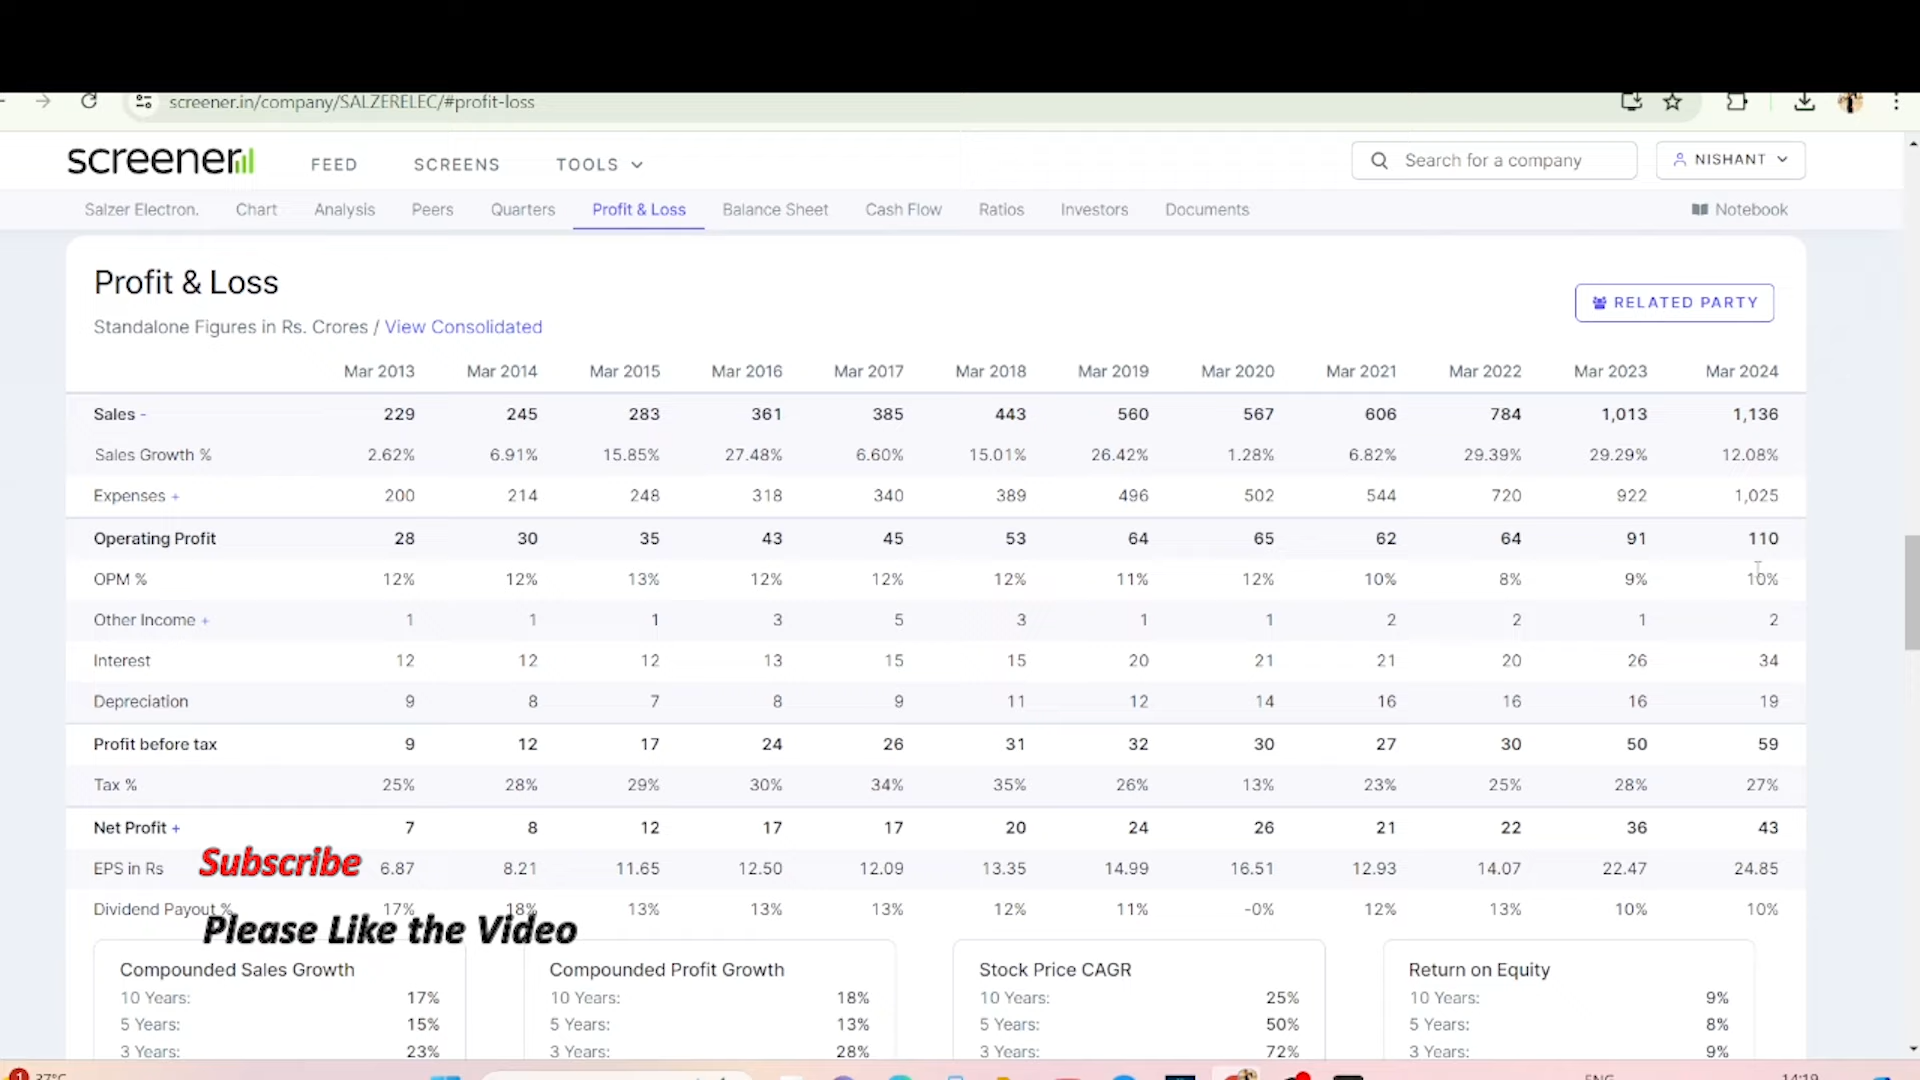 screener.in/company/SALZERELEC/#profit-loss
screener FEED SCREENS TOOLS Search for a company NISHANT
Salzer Electron. Chart Analysis Peers Quarters Profit & Loss Balance Sheet Cash Flow Ratios Investors Documents Notebook
Profit & Loss
RELATED PARTY
Standalone Figures in Rs. Crores / View Consolidated
Mar 2013 Mar 2014 Mar 2015 Mar 2016 Mar 2017 Mar 2018 Mar 2019 Mar 2020 Mar 2021 Mar 2022 Mar 2023 Mar 2024
Sales - 229 245 283 361 385 443 560 567 606 784 1,013 1,136
Sales Growth % 2.62% 6.91% 15.85% 27.48% 6.60% 15.01% 26.42% 1.28% 6.82% 29.39% 29.29% 12.08%
Expenses + 200 214 248 318 340 389 496 502 544 720 922 1,025
Operating Profit 28 30 35 43 45 53 64 65 62 64 91 110
OPM % 12% 12% 13% 12% 12% 12% 11% 12% 10% 8% 9% 10%
Other Income + 1 1 1 3 5 3 1 1 2 2 1 2
Interest 12 12 12 13 15 15 20 21 21 20 26 34
Depreciation 9 8 7 8 9 11 12 14 16 16 16 19
Profit before tax 9 12 17 24 26 31 32 30 27 30 50 59
Tax % 25% 28% 29% 30% 34% 35% 26% 13% 23% 25% 28% 27%
Net Profit + 7 8 12 17 17 20 24 26 21 22 36 43
Subscribe
EPS in Rs 6.87 8.21 11.65 12.50 12.09 13.35 14.99 16.51 12.93 14.07 22.47 24.85
Dividend Payout % 17% 18% 13% 13% 13% 12% 11% -0% 12% 13% 10% 10%
Please Like the Video
Compounded Sales Growth Compounded Profit Growth Stock Price CAGR Return on Equity
10 Years: 17% 10 Years: 18% 10 Years: 25% 10 Years: 9%
5 Years: 15% 5 Years: 13% 5 Years: 50% 5 Years: 8%
3 Years: 23% 3 Years: 28% 3 Years: 72% 3 Years: 9%
1 37°C ENG 14:19